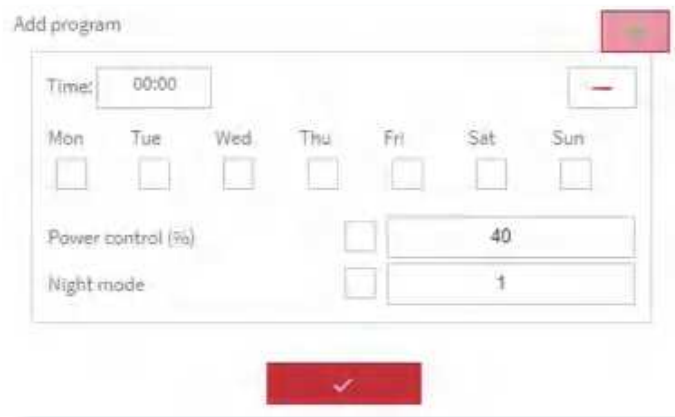 Add program
Time: 00:00
Mon Tue Wed Thu Fri Sat Sun
Power control (%) 40
Night mode 1